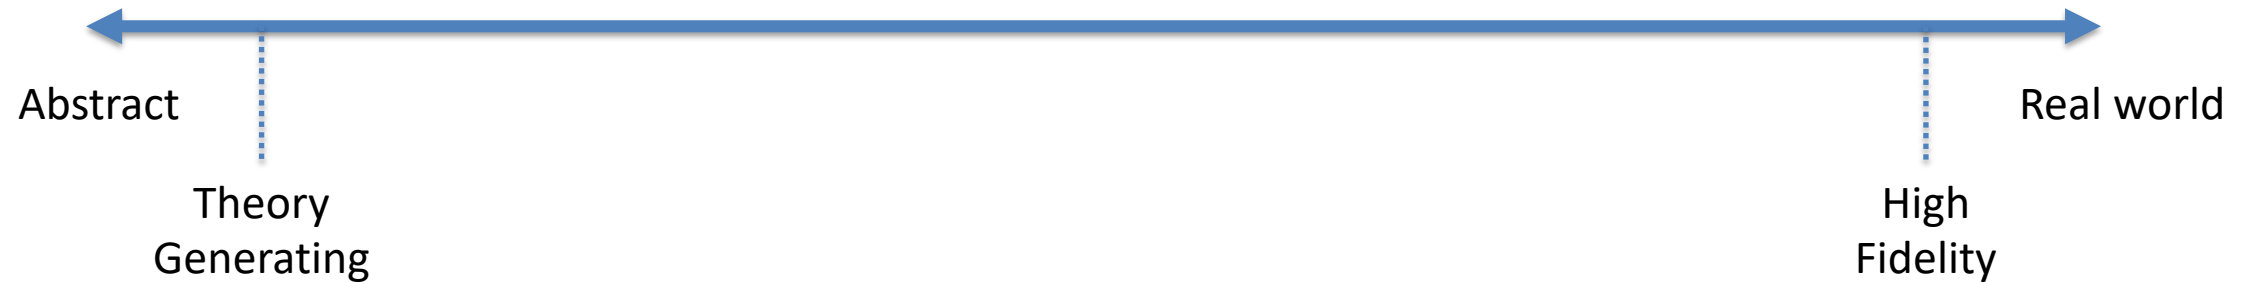 Abstract
Real world
Theory
Generating
High
Fidelity